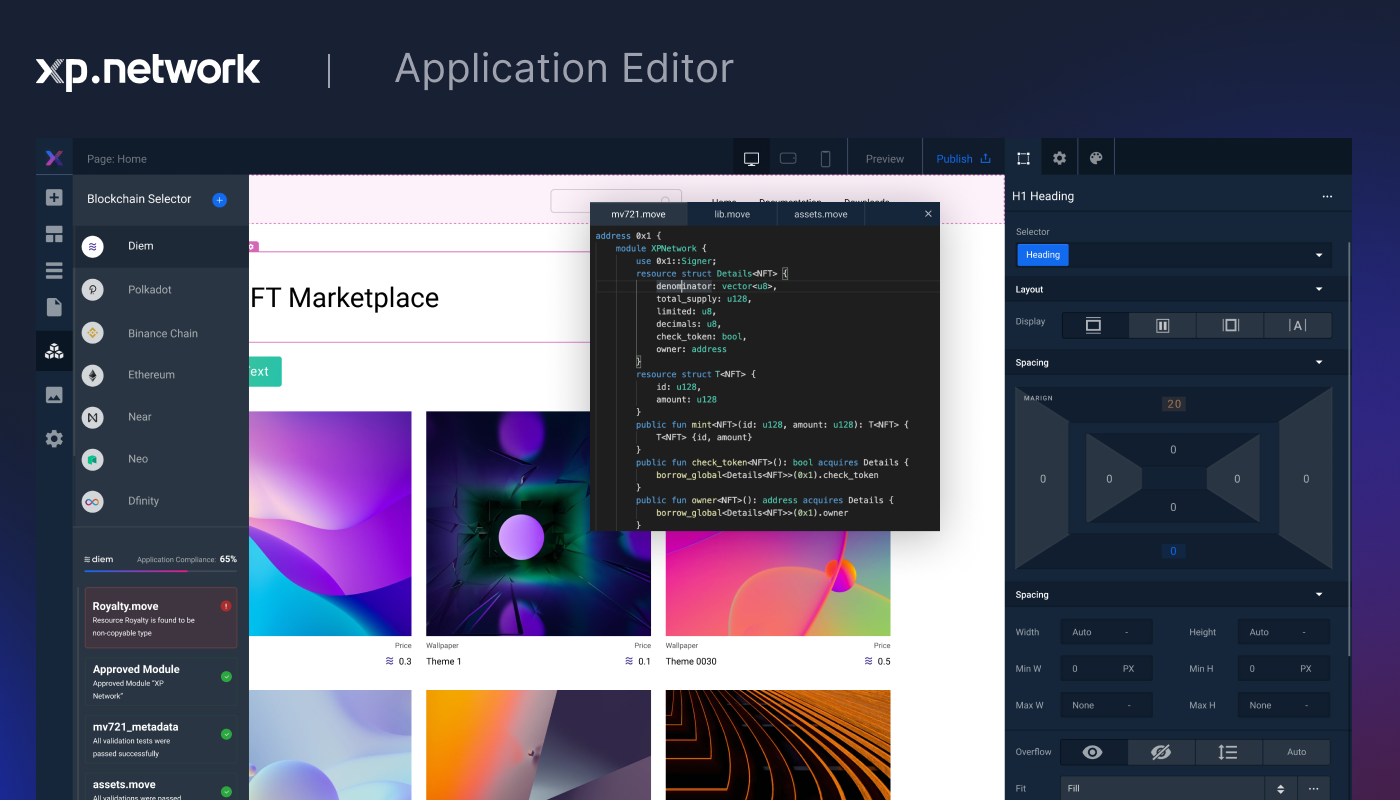 xp.network
Application Editor
Page: Home
Preview
Publish
Blockchain Selector
Diem
Polkadot
Binance Chain
Ethereum
Near
Neo
Dfinity
diem
Application Compliance: 65%
Royalty.move
Resource Royalty is found to be
non-copyable type
Approved Module
Approved Module "XP
Network"
mv721_metadata
All validation tests were
passed successfully
assets.move
All validations were passed
Home
Documentation
Downloads
FT Marketplace
ext
mv721.move
lib.move
assets.move
address 0x1 {
module XPNetwork {
use 0x1::Signer;
resource struct Details<NFT> {
denominator: vector<u8>,
total_supply: u128,
limited: u8,
decimals: u8,
check_token: bool,
owner: address
}
resource struct T<NFT> {
id: u128,
amount: u128
}
public fun mint<NFT>(id: u128, amount: u128): T<NFT> {
T<NFT> {id, amount}
}
public fun check_token<NFT>(): bool acquires Details {
borrow_global<Details<NFT>>(0x1).check_token
}
public fun owner<NFT>(): address acquires Details {
borrow_global<Details<NFT>>(0x1).owner
}
Price
0.3
Wallpaper
Price
Theme 1
0.1
Wallpaper
Price
Theme 0030
0.5
H1 Heading
Selector
Heading
Layout
Display
|A|
Spacing
MARIGN
20
0
0
0
0
0
0
0
Spacing
Width
Auto
-
Height
Auto
-
Min W
0
PX
Min H
0
PX
Max W
None
-
Max H
None
-
Overflow
Auto
Fit
Fill